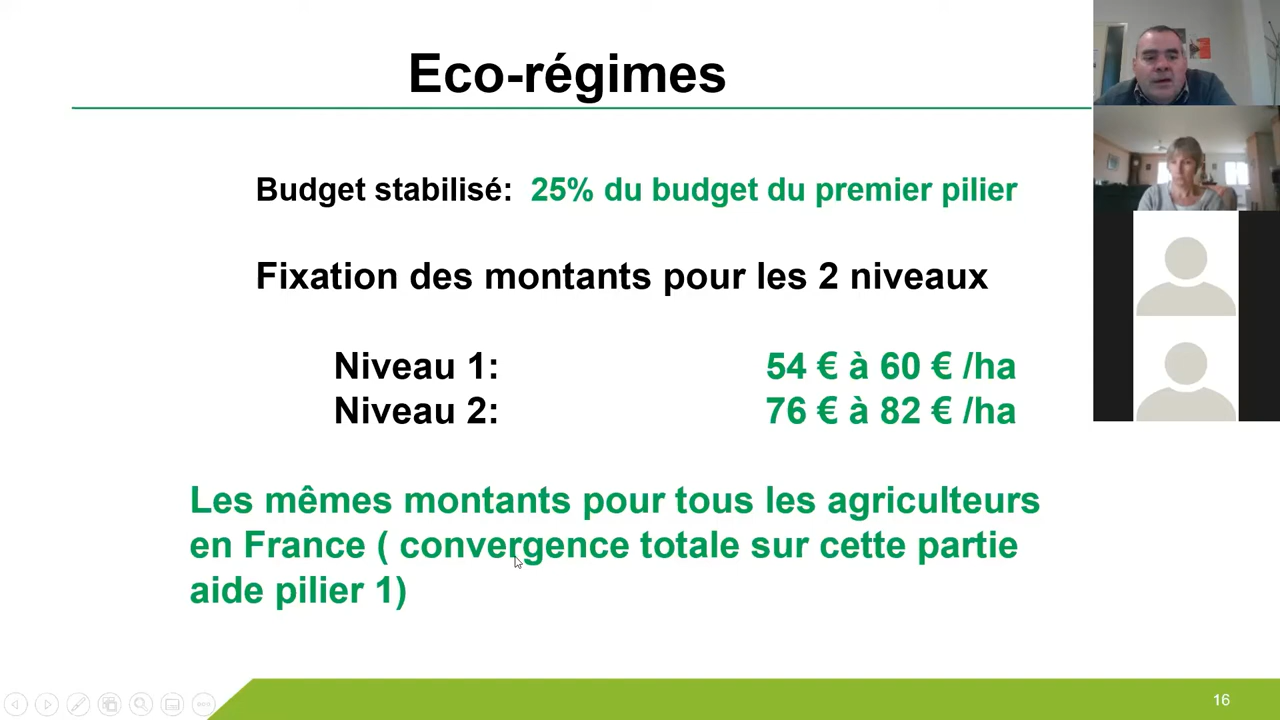 Eco-régimes
Budget stabilisé: 25% du budget du premier pilier
Fixation des montants pour les 2 niveaux
Niveau 1: 54 € à 60 € /ha
Niveau 2: 76 € à 82 € /ha
Les mêmes montants pour tous les agriculteurs
en France ( convergence totale sur cette partie
aide pilier 1)
16